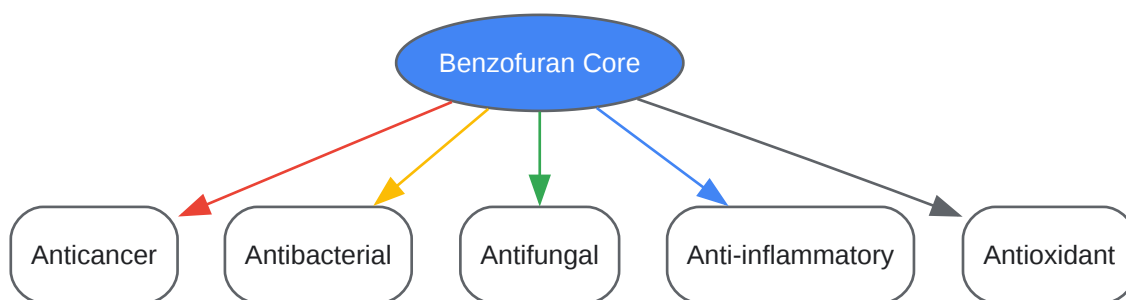 Benzofuran Core
Anticancer
Antibacterial
Antifungal
Anti-inflammatory
Antioxidant